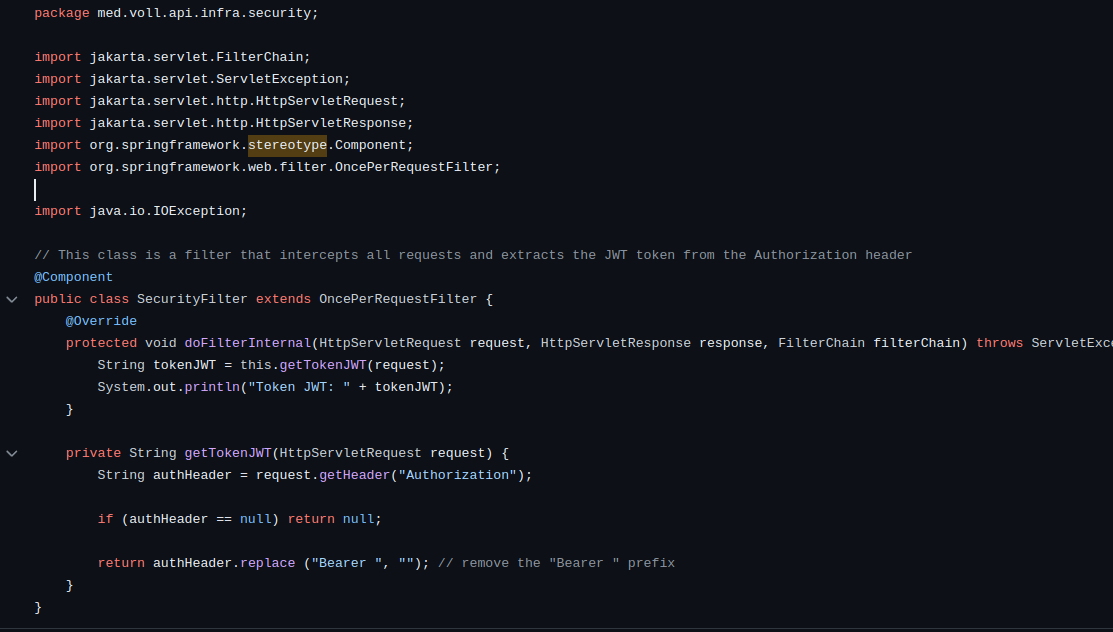 package med.voll.api.infra.security;
import jakarta.servlet.FilterChain;
import jakarta.servlet.ServletException;
import jakarta.servlet.http.HttpServletRequest;
import jakarta.servlet.http.HttpServletResponse;
import org.springframework.stereotype.Component;
import org.springframework.web.filter.OncePerRequestFilter;
import java.io.IOException;
// This class is a filter that intercepts all requests and extracts the JWT token from the Authorization header
@Component
public class SecurityFilter extends OncePerRequestFilter {
    @Override
    protected void doFilterInternal(HttpServletRequest request, HttpServletResponse response, FilterChain filterChain) throws ServletExce
        String tokenJWT = this.getTokenJWT(request);
        System.out.println("Token JWT: " + tokenJWT);
    }
    private String getTokenJWT(HttpServletRequest request) {
        String authHeader = request.getHeader("Authorization");
        if (authHeader == null) return null;
        return authHeader.replace ("Bearer ", ""); // remove the "Bearer " prefix
    }
}